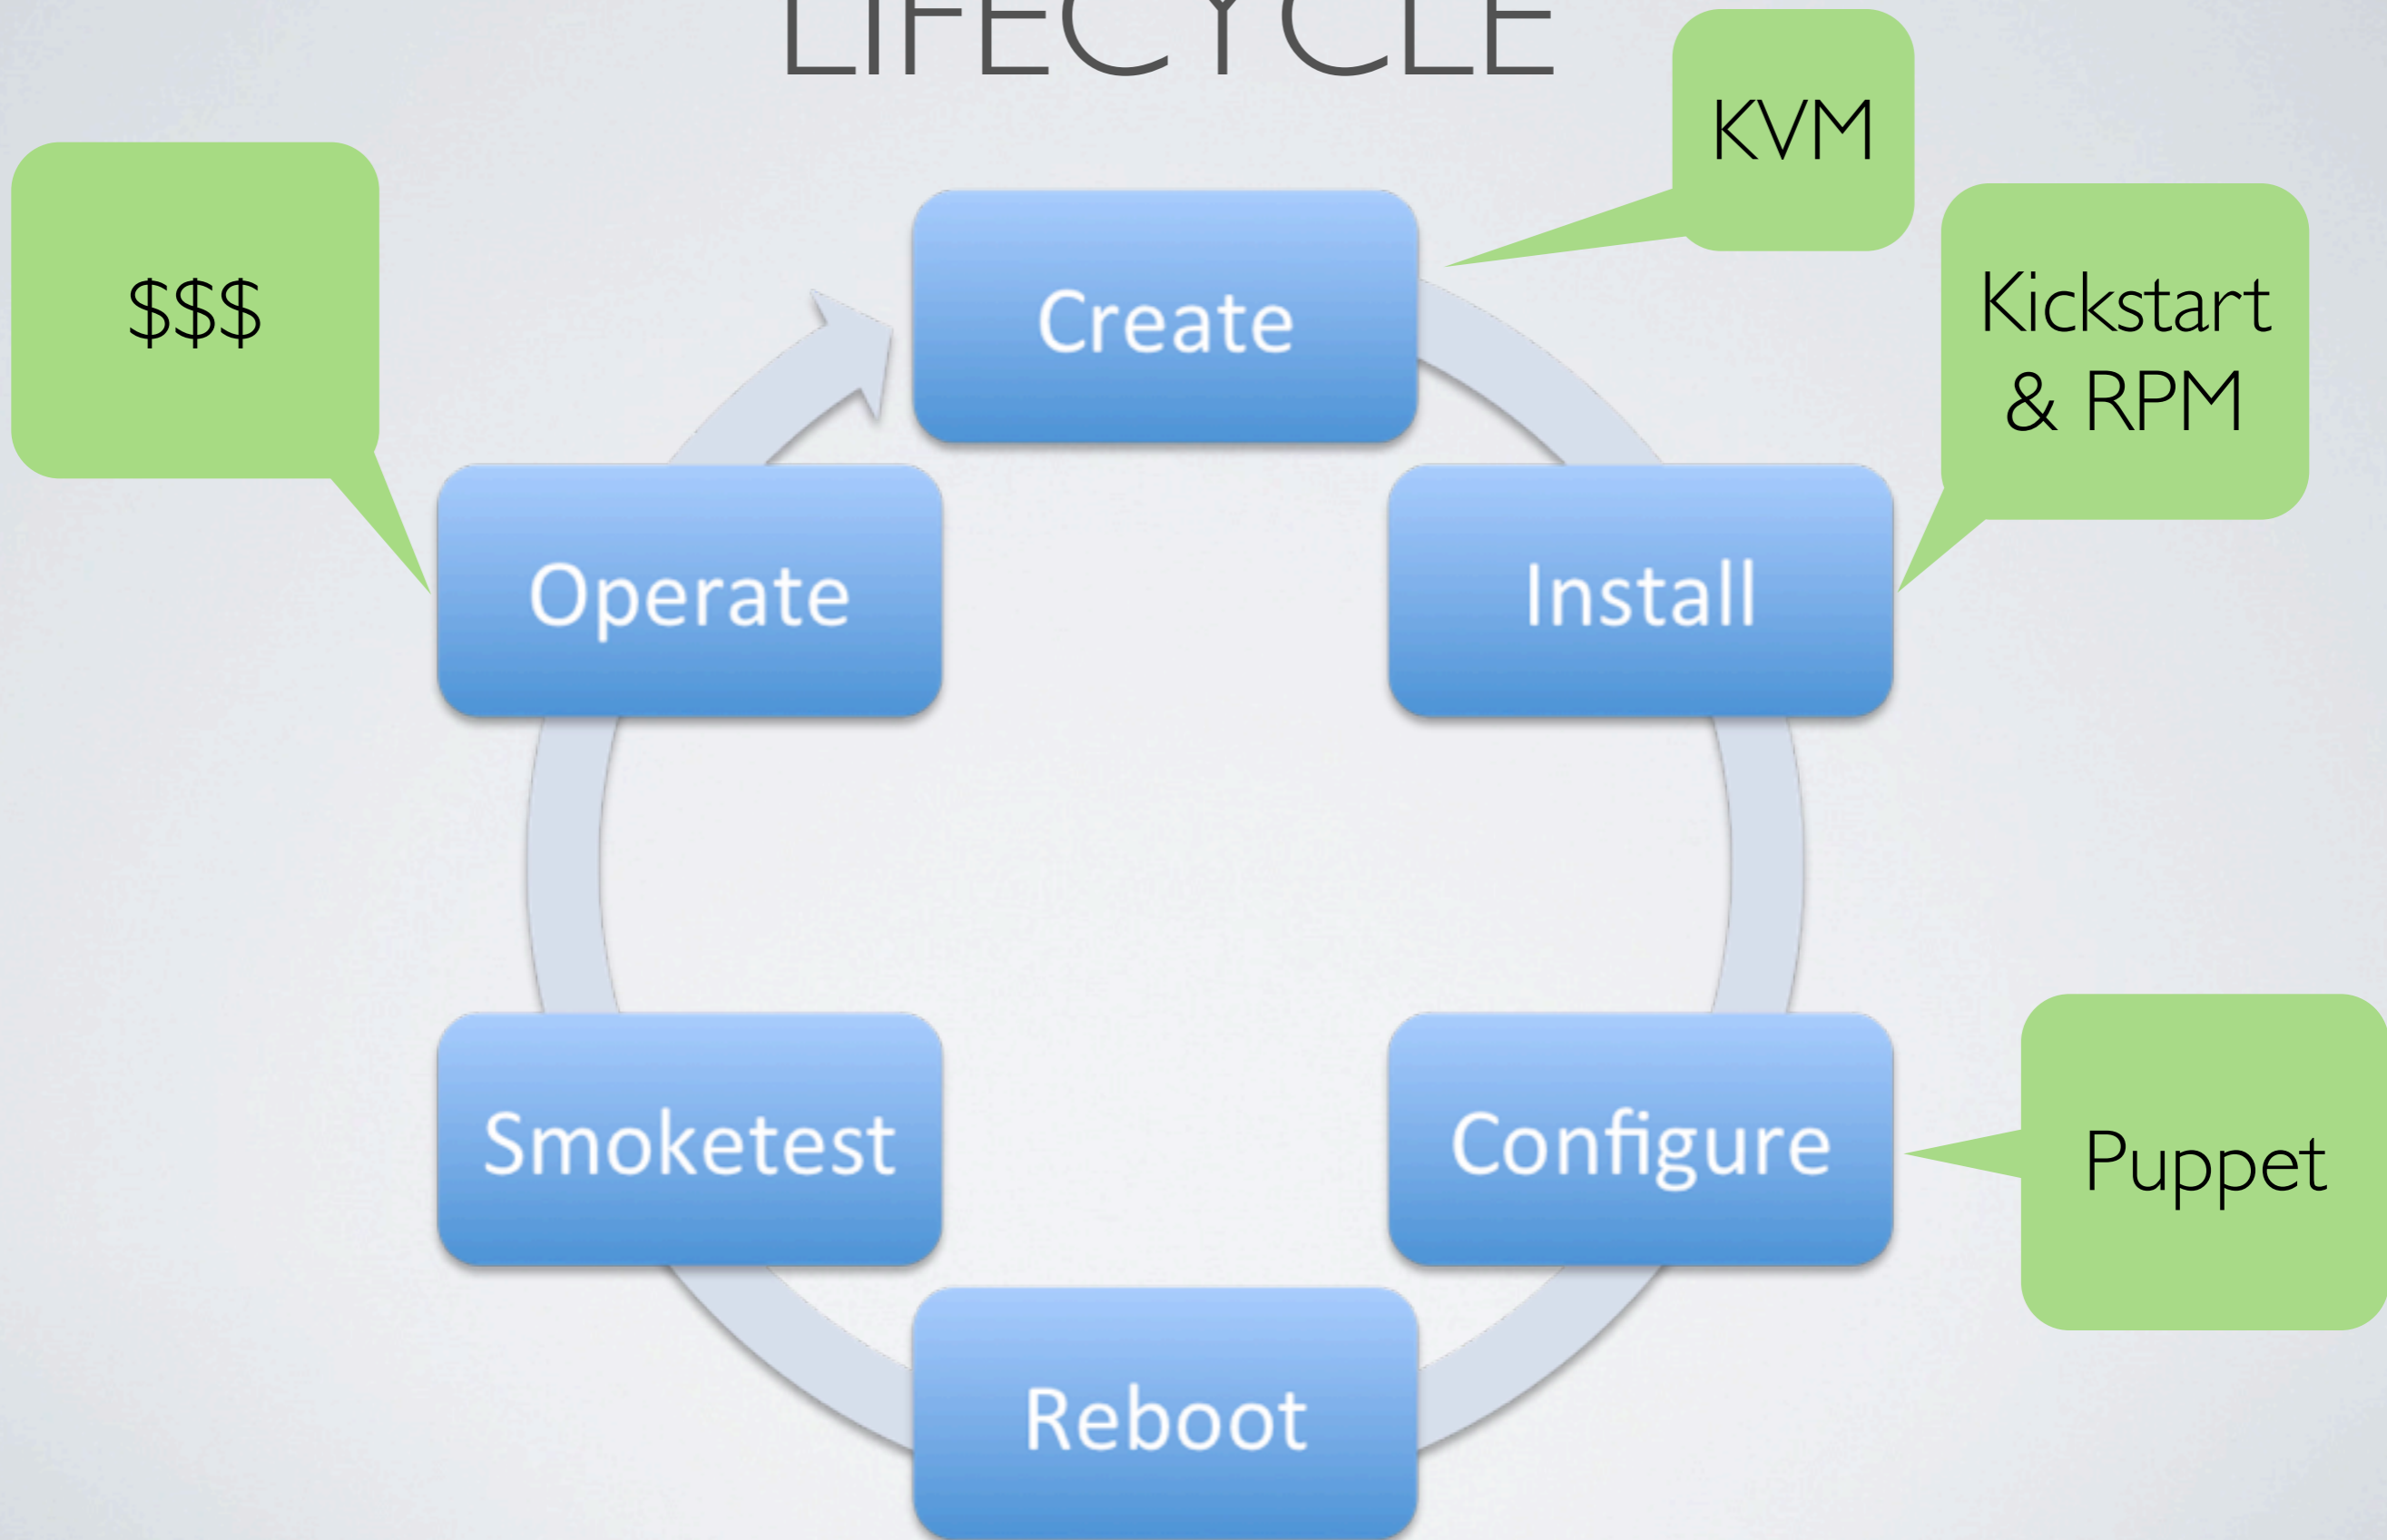 LIFECYCLE
KVM
$$$
Create
Kickstart
& RPM
Operate
Install
Smoketest
Configure
Puppet
Reboot